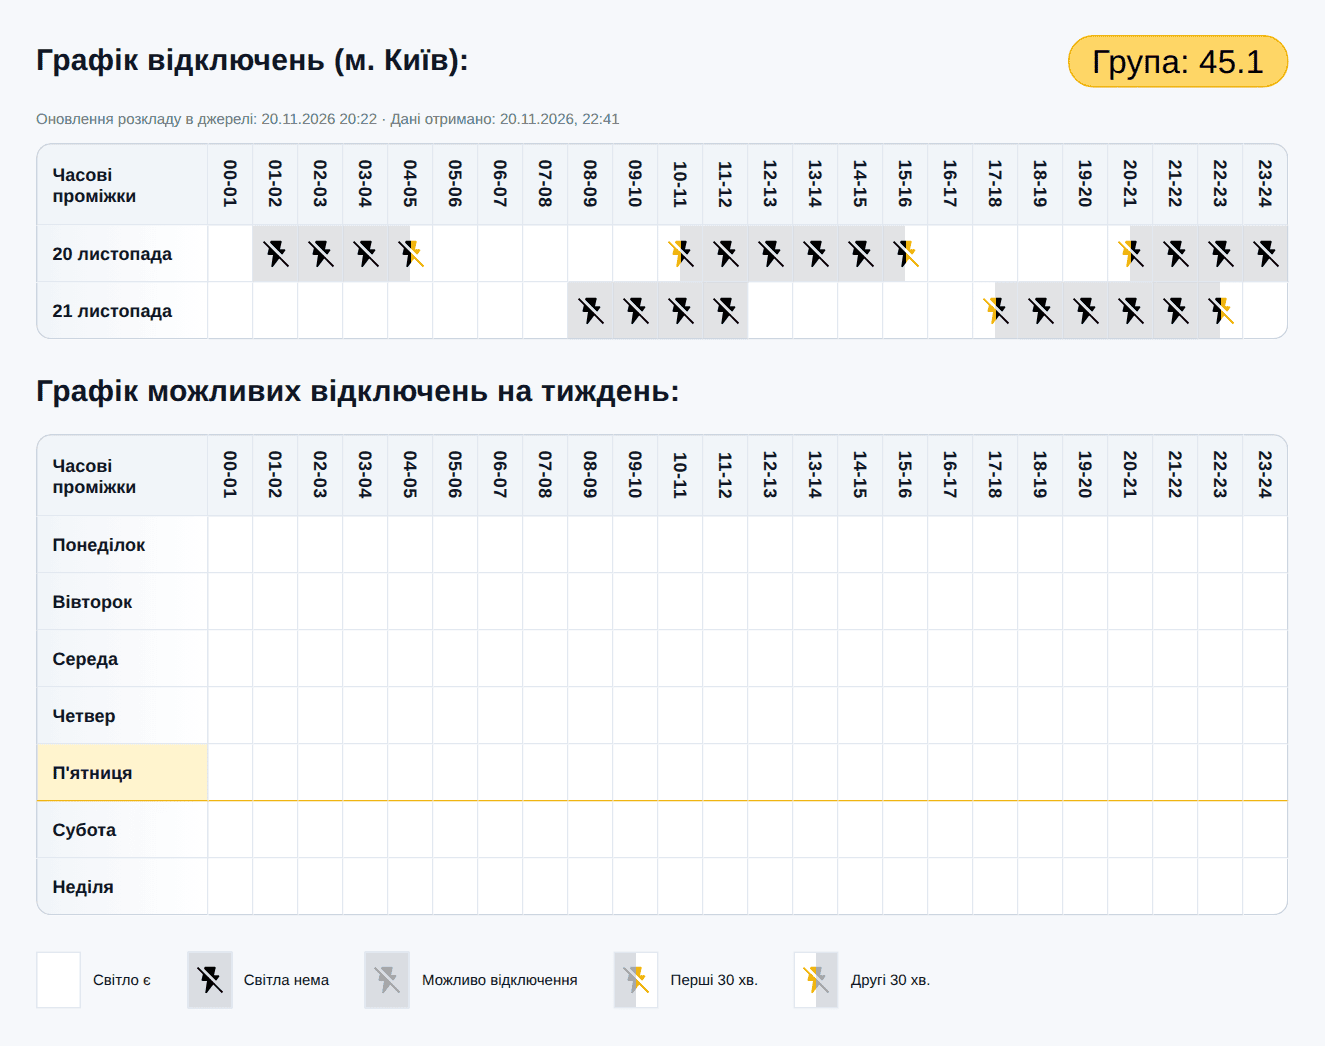 Графік відключень (м. Київ):
Група: 45.1
Оновлення розкладу в джерелі: 20.11.2026 20:22 · Дані отримано: 20.11.2026, 22:41
Часові проміжки 00-01 01-02 02-03 03-04 04-05 05-06 06-07 07-08 08-09 09-10 10-11 11-12 12-13 13-14 14-15 15-16 16-17 17-18 18-19 19-20 20-21 21-22 22-23 23-24
20 листопада
21 листопада
Графік можливих відключень на тиждень:
Часові проміжки 00-01 01-02 02-03 03-04 04-05 05-06 06-07 07-08 08-09 09-10 10-11 11-12 12-13 13-14 14-15 15-16 16-17 17-18 18-19 19-20 20-21 21-22 22-23 23-24
Понеділок
Вівторок
Середа
Четвер
П'ятниця
Субота
Неділя
Світло є Світла нема Можливо відключення Перші 30 хв. Другі 30 хв.